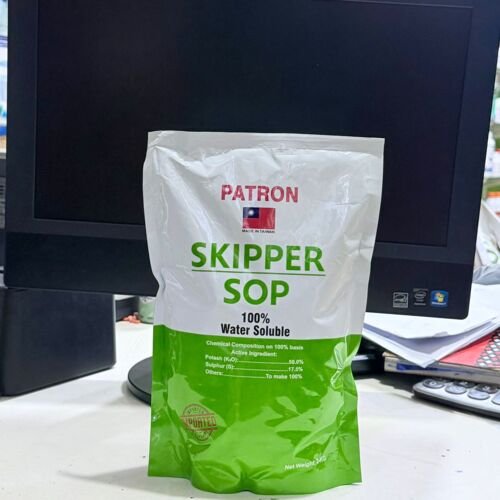 PATRON
MADE IN TAIWAN
SKIPPER
SOP
100%
Water Soluble
Chemical Composition on 100% basis
Active Ingredient:
Potash (K₂O):..............................50.0%
Sulphur (S):................................17.5%
Others:.......................To make 100%
IMPORTED
Net Weight